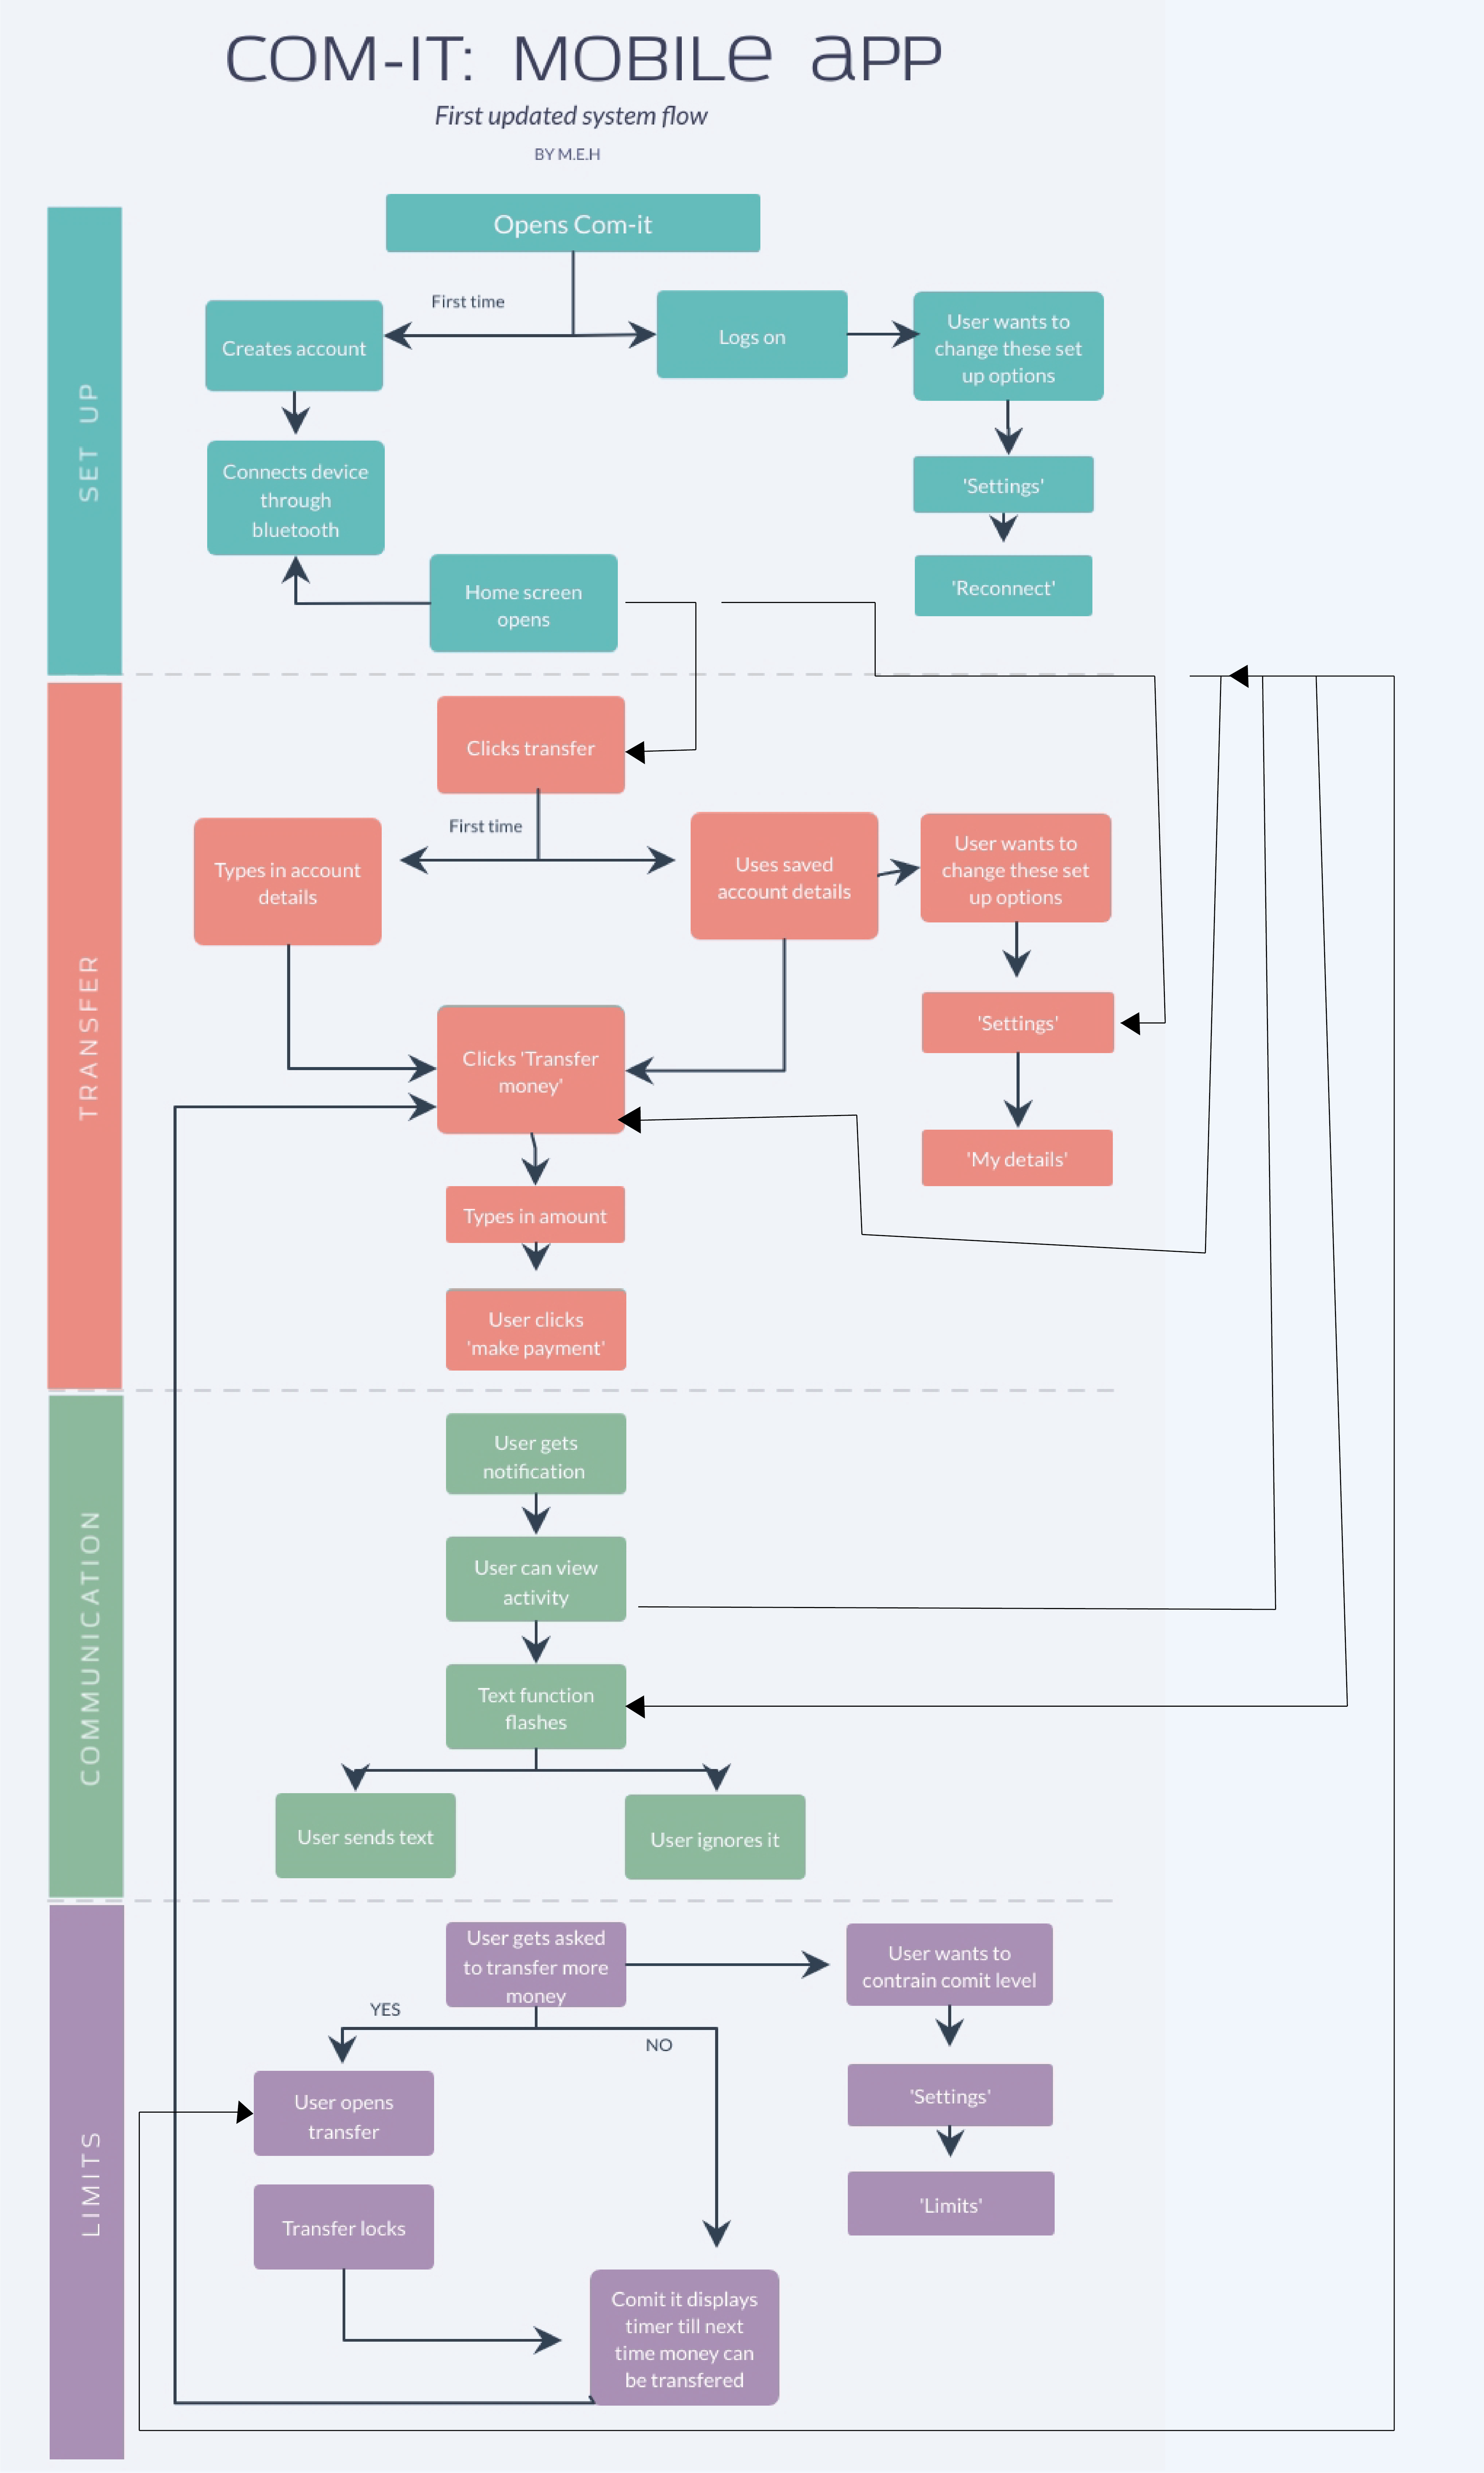 COM-IT: MOBILe aPP
First updated system flow
BY M.E.H
SET UP
Opens Com-it
First time
Creates account
Logs on
User wants to
change these set
up options
Connects device
through
bluetooth
'Settings'
'Reconnect'
Home screen
opens
TRANSFER
Clicks transfer
First time
Types in account
details
Uses saved
account details
User wants to
change these set
up options
'Settings'
Clicks 'Transfer
money'
'My details'
Types in amount
User clicks
'make payment'
COMMUNICATION
User gets
notification
User can view
activity
Text function
flashes
User sends text
User ignores it
LIMITS
User gets asked
to transfer more
money
User wants to
contrain comit level
YES
NO
User opens
transfer
'Settings'
Transfer locks
'Limits'
Comit it displays
timer till next
time money can
be transfered